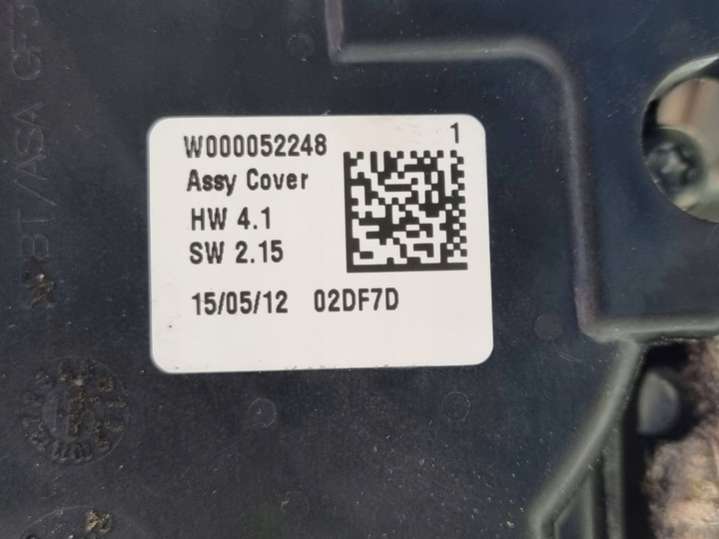 W000052248 1
Assy Cover
HW 4.1
SW 2.15
15/05/12 02DF7D